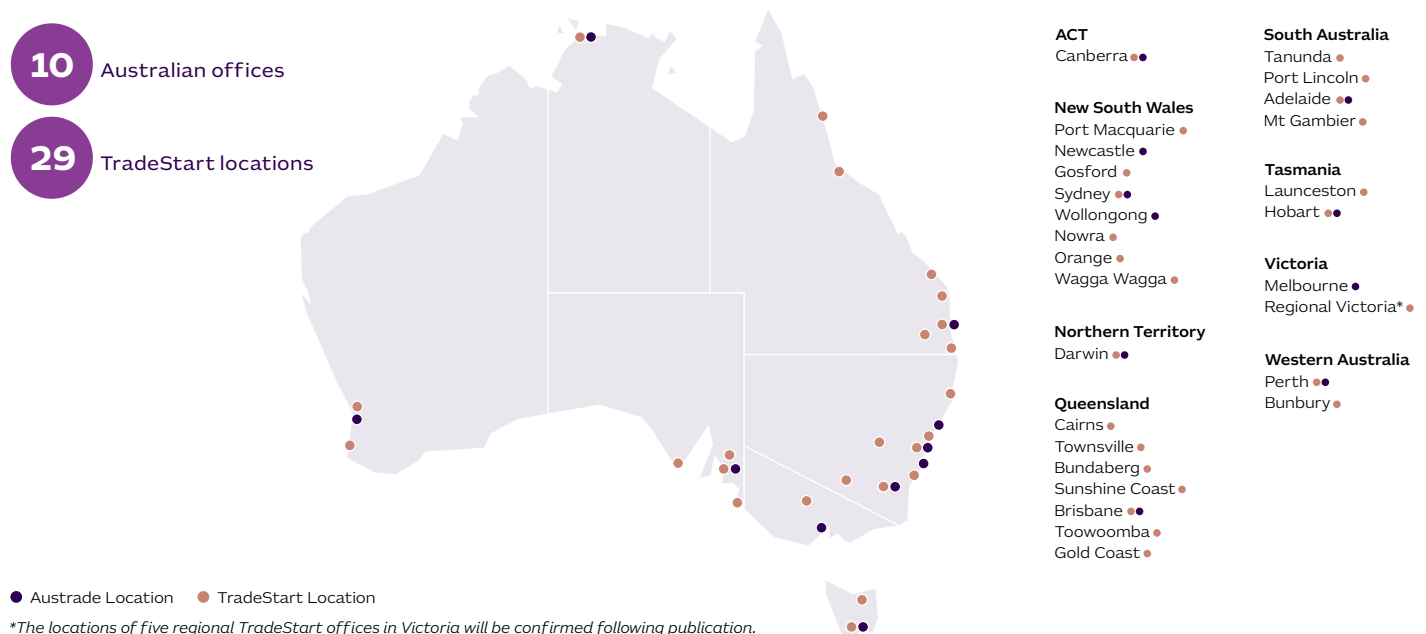 10 Australian offices
29 TradeStart locations
ACT
Canberra
New South Wales
Port Macquarie
Newcastle
Gosford
Sydney
Wollongong
Nowra
Orange
Wagga Wagga
Northern Territory
Darwin
Queensland
Cairns
Townsville
Bundaberg
Sunshine Coast
Brisbane
Toowoomba
Gold Coast
South Australia
Tanunda
Port Lincoln
Adelaide
Mt Gambier
Tasmania
Launceston
Hobart
Victoria
Melbourne
Regional Victoria*
Western Australia
Perth
Bunbury
Austrade Location TradeStart Location
*The locations of five regional TradeStart offices in Victoria will be confirmed following publication.